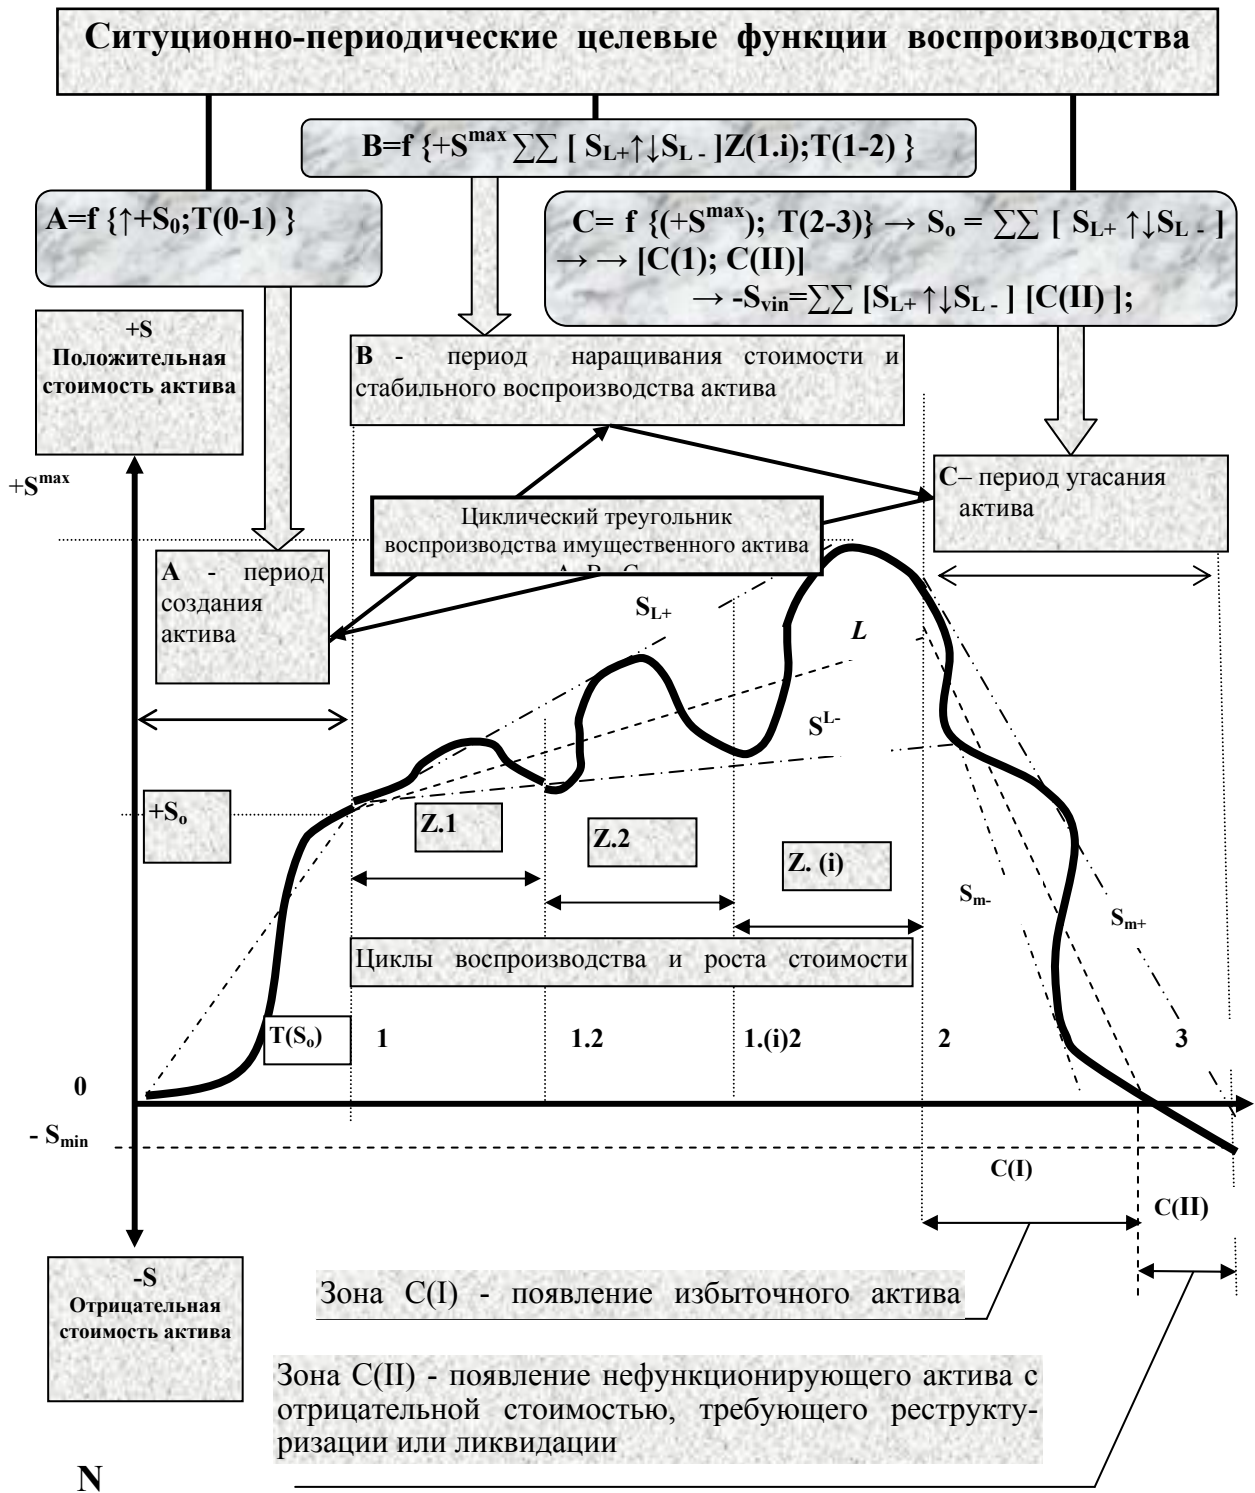 Ситуционно-периодические целевые функции воспроизводства
B=f {+S^max ∑∑ [ S_L+↑↓S_L - ]Z(1.i);T(1-2) }
A=f {↑+S_0;T(0-1) }
C= f {(+S^max); T(2-3)} → S_o = ∑∑ [ S_L+ ↑↓S_L - ]
→ → [C(1); C(II)]
→ -S_vin=∑∑ [S_L+↑↓S_L - ] [C(II) ];
+S
Положительная
стоимость актива
B - период наращивания стоимости и
стабильного воспроизводства актива
+S^max
C– период угасания
актива
Циклический треугольник
воспроизводства имущественного актива
A - период
создания
актива
S_L+
L
S^L-
+S_o
Z.1
Z.2
Z. (i)
S_m-
S_m+
Циклы воспроизводства и роста стоимости
T(S_o)
1
1.2
1.(i)2
2
3
0
- S_min
C(I)
C(II)
-S
Отрицательная
стоимость актива
Зона C(I) - появление избыточного актива
Зона C(II) - появление нефункционирующего актива с
отрицательной стоимостью, требующего реструкту-
ризации или ликвидации
N